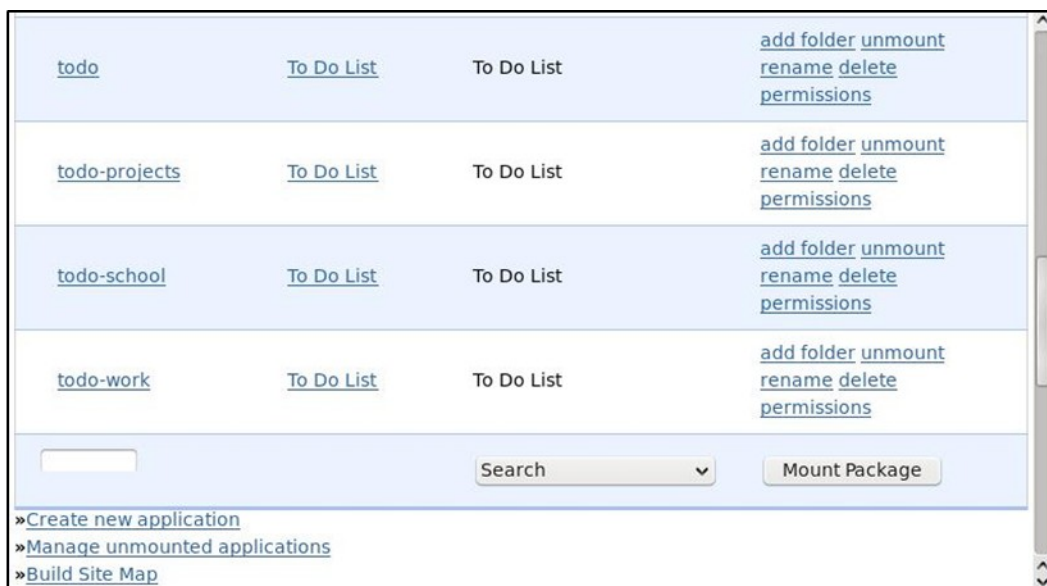 todo To Do List To Do List add folder unmount
rename delete
permissions
todo-projects To Do List To Do List add folder unmount
rename delete
permissions
todo-school To Do List To Do List add folder unmount
rename delete
permissions
todo-work To Do List To Do List add folder unmount
rename delete
permissions
Search Mount Package
»Create new application
»Manage unmounted applications
»Build Site Map